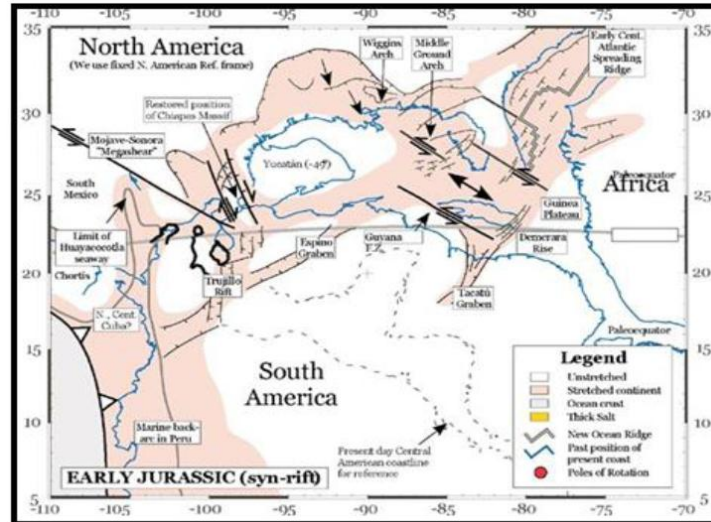 -110 -105 -100 -95 -90 -85 -80 -75 -70
35
30
25
20
15
10
5
35
30
25
20
15
10
5
North America
(We use fixed N. American Ref. frame)
Wiggins
Arch
Middle
Ground
Arch
Early Cent.
Atlantic
Spreading
Ridge
Restored position
of Chiapas Massif
Mojave-Sonora
"Megashear"
Yucatán
Paleoequator
South
Mexico
Africa
Guinea
Plateau
Limit of
Huayacocotla
seaway
Espino
Graben
Guyana
Demerara
Rise
Chortis
Trujillo
Rift
Tacatú
Graben
N., Cent.
Cuba?
Paleoequator
South
America
Marine back-
arc in Peru
Present day Central
American coastline
for reference
Legend
Unstretched
Stretched continent
Ocean crust
Thick Salt
New Ocean Ridge
Past position of
present coast
Poles of Rotation
EARLY JURASSIC (syn-rift)
-110 -105 -100 -95 -90 -85 -80 -75 -70